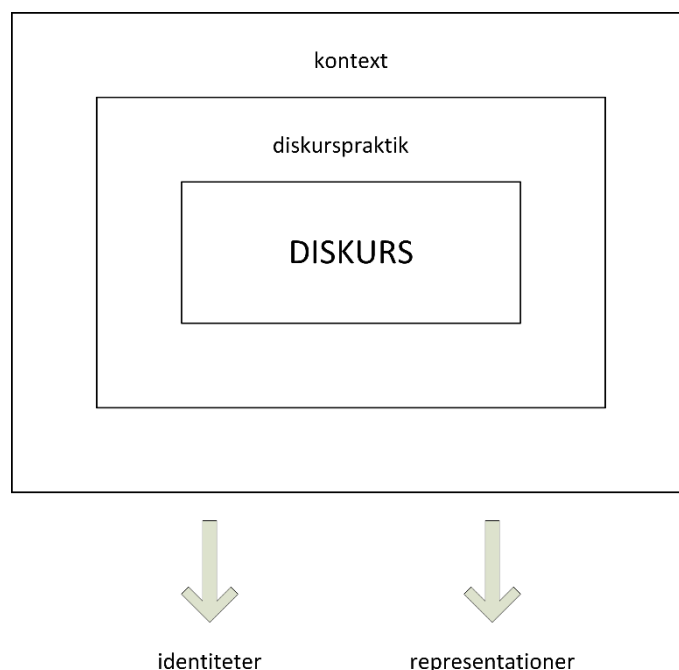 kontext
diskurspraktik
DISKURS
identiteter
representationer